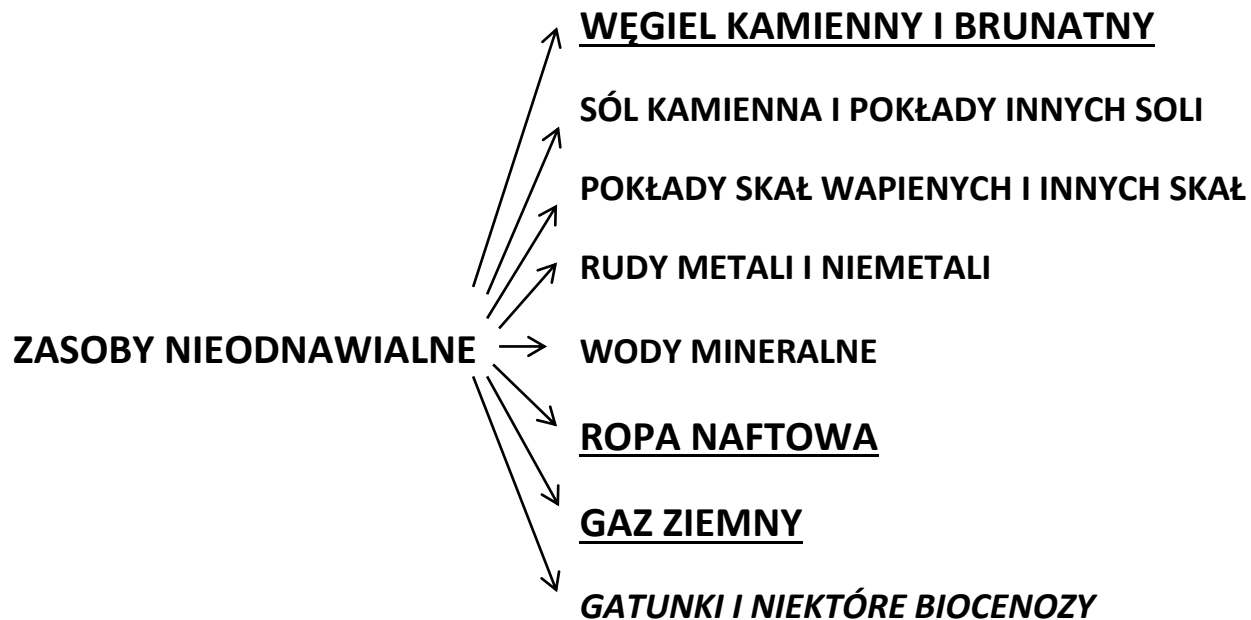 WĘGIEL KAMIENNY I BRUNATNY
SÓL KAMIENNA I POKŁADY INNYCH SOLI
POKŁADY SKAŁ WAPIENYCH I INNYCH SKAŁ
RUDY METALI I NIEMETALI
ZASOBY NIEODNAWIALNE
WODY MINERALNE
ROPA NAFTOWA
GAZ ZIEMNY
GATUNKI I NIEKTÓRE BIOCENOZY